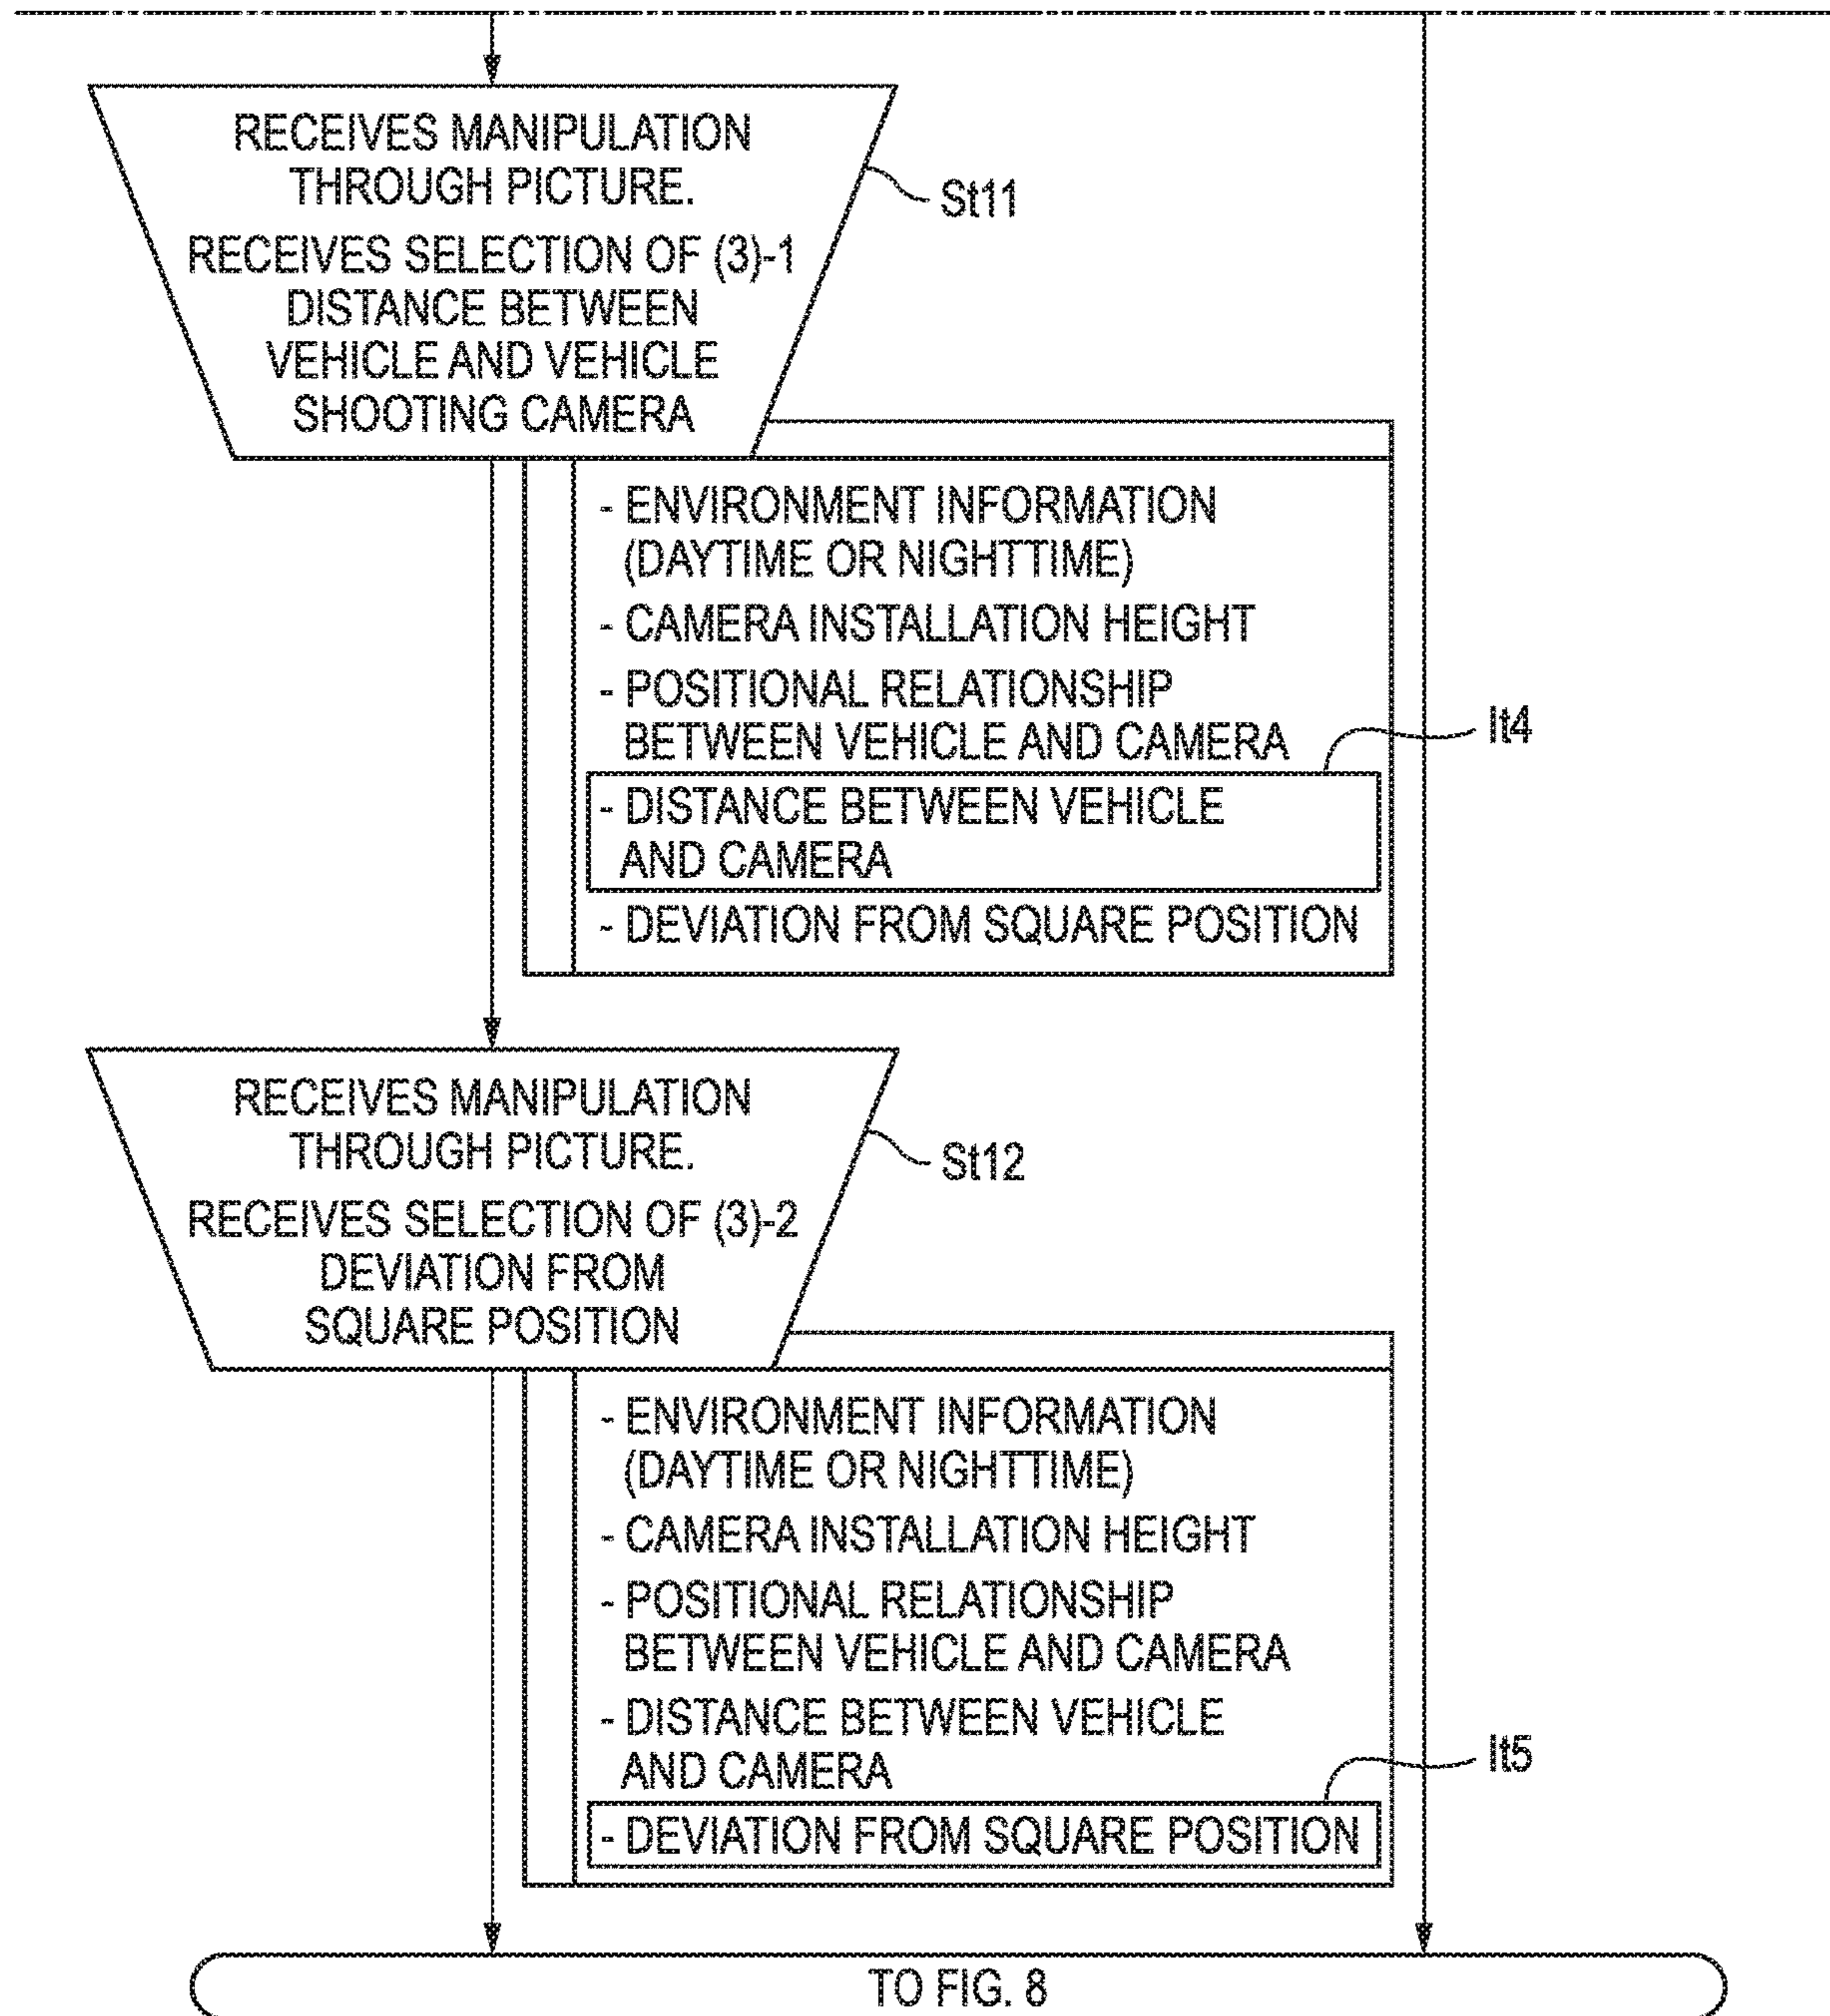 RECEIVES MANIPULATION
THROUGH PICTURE.
RECEIVES SELECTION OF (3)-1
DISTANCE BETWEEN
VEHICLE AND VEHICLE
SHOOTING CAMERA
St11
- ENVIRONMENT INFORMATION
(DAYTIME OR NIGHTTIME)
- CAMERA INSTALLATION HEIGHT
- POSITIONAL RELATIONSHIP
BETWEEN VEHICLE AND CAMERA
It4
- DISTANCE BETWEEN VEHICLE
AND CAMERA
- DEVIATION FROM SQUARE POSITION
RECEIVES MANIPULATION
THROUGH PICTURE.
RECEIVES SELECTION OF (3)-2
DEVIATION FROM
SQUARE POSITION
St12
- ENVIRONMENT INFORMATION
(DAYTIME OR NIGHTTIME)
- CAMERA INSTALLATION HEIGHT
- POSITIONAL RELATIONSHIP
BETWEEN VEHICLE AND CAMERA
- DISTANCE BETWEEN VEHICLE
AND CAMERA
It5
- DEVIATION FROM SQUARE POSITION
TO FIG. 8